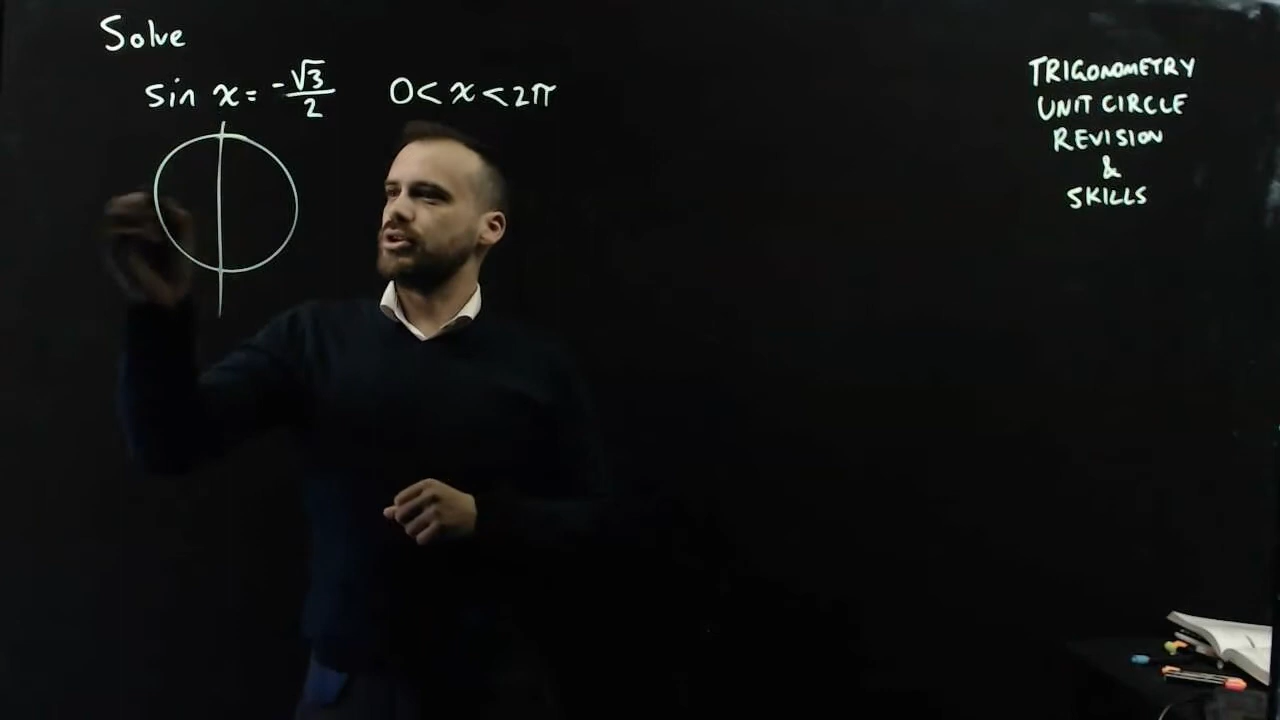 Solve
sin x = -√3/2 0 < x < 2π
TRIGONOMETRY
UNIT CIRCLE
REVISION
&
SKILLS